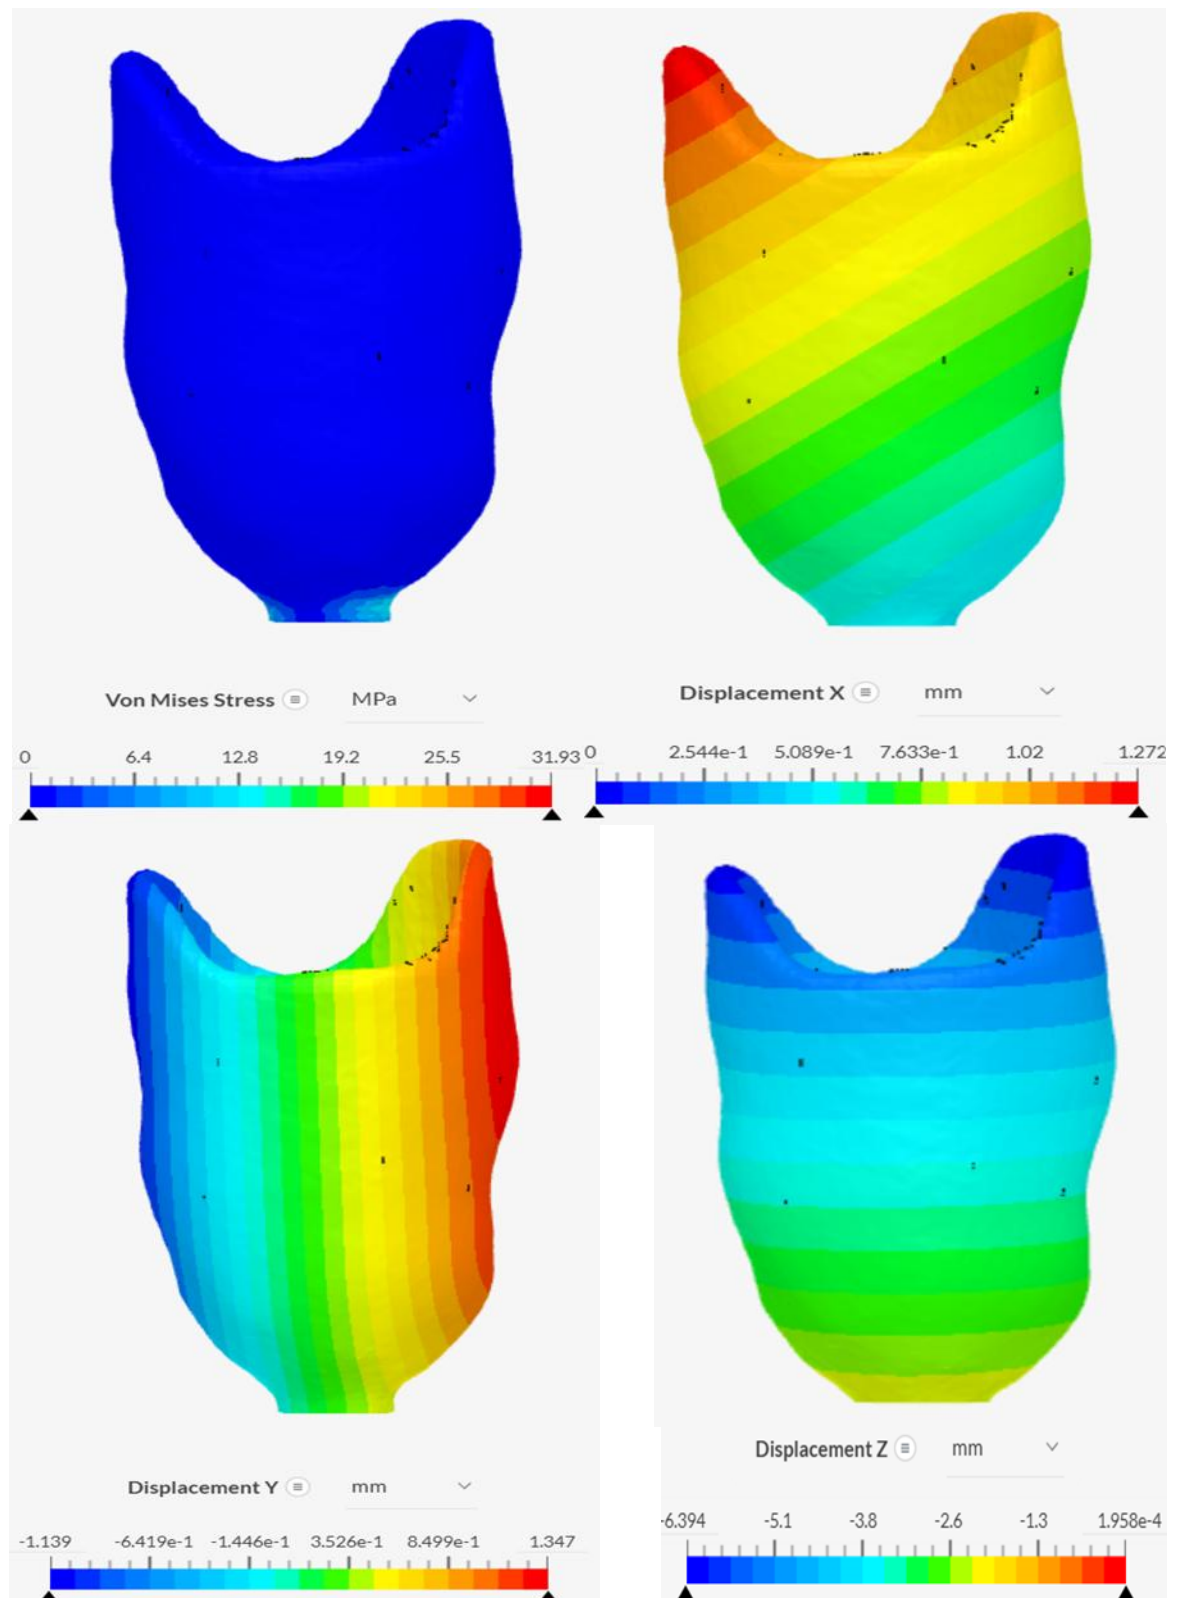 Von Mises Stress MPa
0 6.4 12.8 19.2 25.5 31.93
Displacement X mm
0 2.544e-1 5.089e-1 7.633e-1 1.02 1.272
Displacement Y mm
-1.139 -6.419e-1 -1.446e-1 3.526e-1 8.499e-1 1.347
Displacement Z mm
-6.394 -5.1 -3.8 -2.6 -1.3 1.958e-4